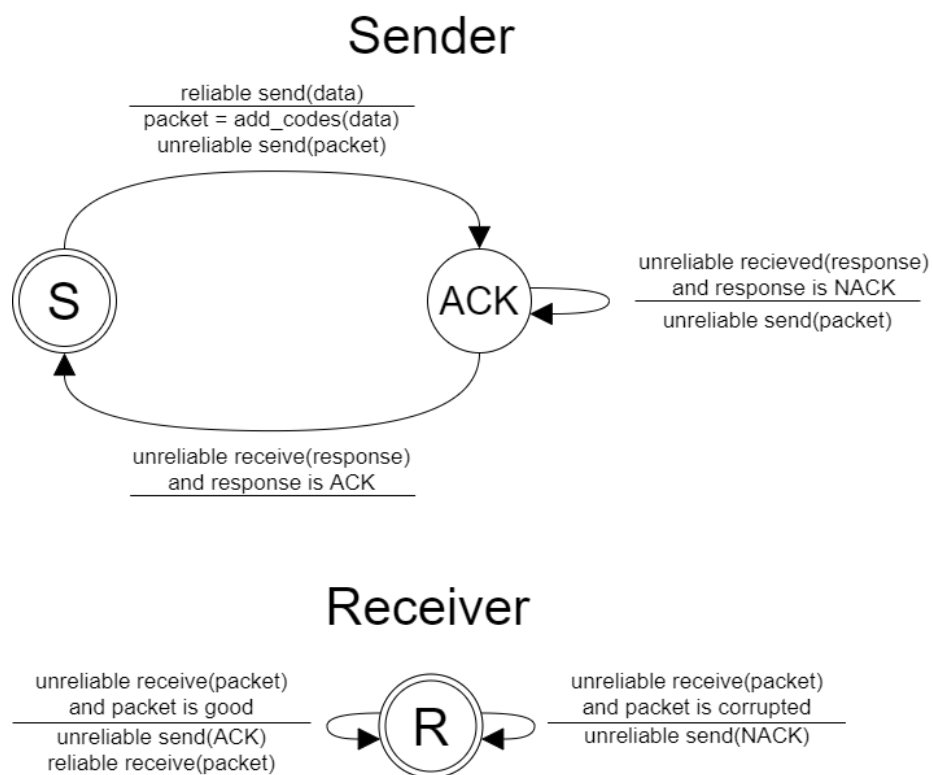 Sender
reliable send(data)
packet = add_codes(data)
unreliable send(packet)
S
ACK
unreliable recieved(response)
and response is NACK
unreliable send(packet)
unreliable receive(response)
and response is ACK
Receiver
unreliable receive(packet)
and packet is good
unreliable send(ACK)
reliable receive(packet)
R
unreliable receive(packet)
and packet is corrupted
unreliable send(NACK)